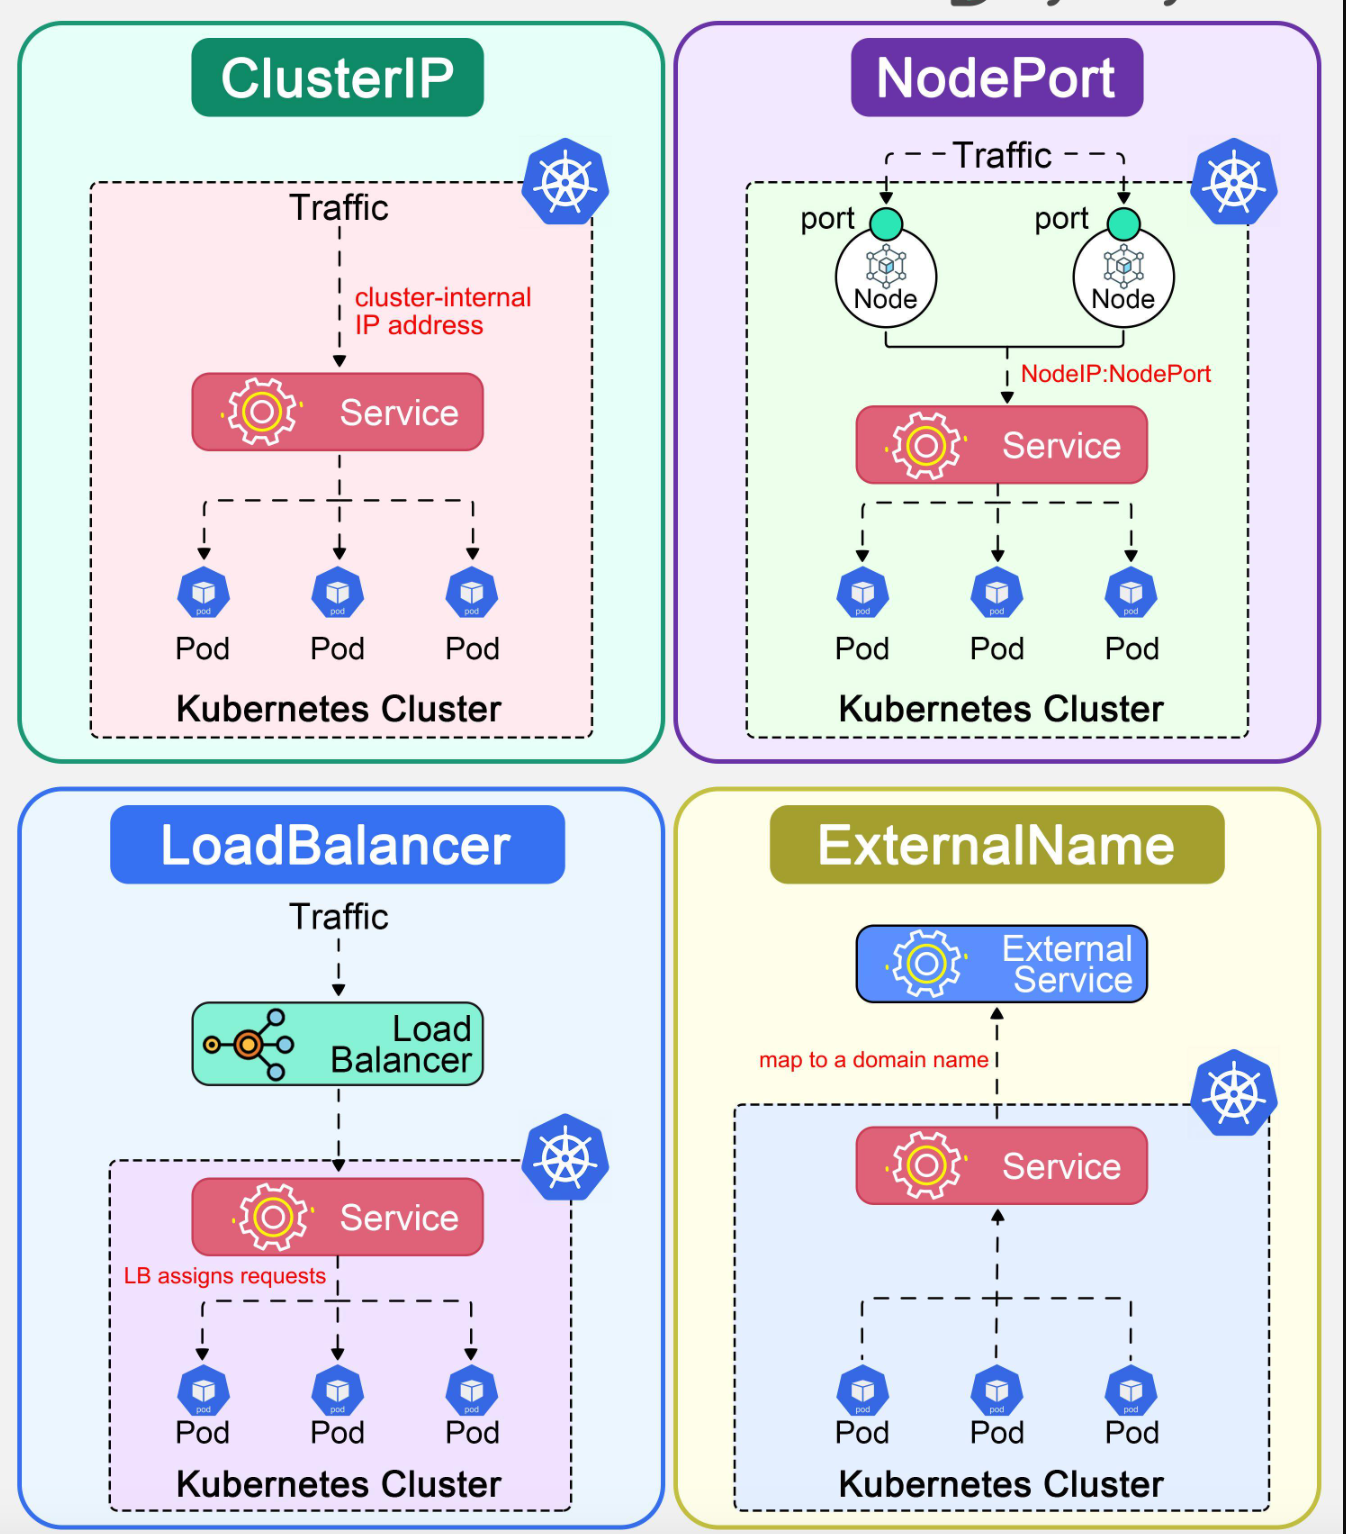 ClusterIP
Traffic
cluster-internal
IP address
Service
pod
pod
pod
Pod
Pod
Pod
Kubernetes Cluster
NodePort
Traffic
port
port
Node
Node
NodeIP:NodePort
Service
pod
pod
pod
Pod
Pod
Pod
Kubernetes Cluster
LoadBalancer
Traffic
Load
Balancer
Service
LB assigns requests
pod
pod
pod
Pod
Pod
Pod
Kubernetes Cluster
ExternalName
External
Service
map to a domain name
Service
pod
pod
pod
Pod
Pod
Pod
Kubernetes Cluster